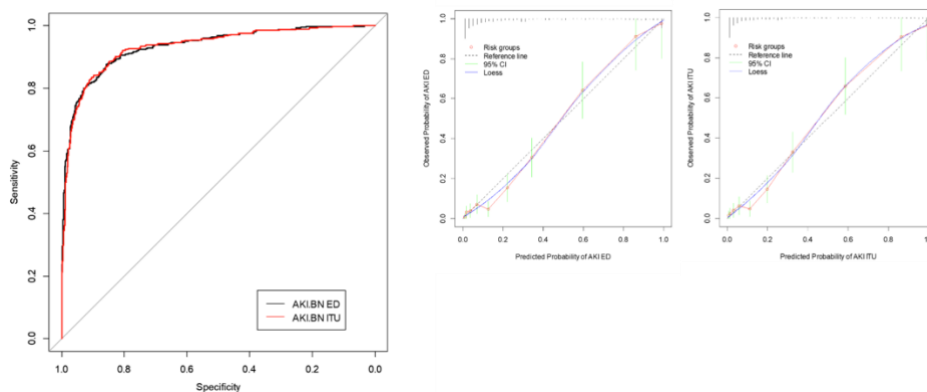 Sensitivity
1.0
0.8
0.6
0.4
0.2
0.0
AKI.BN ED
AKI.BN ITU
1.0 0.8 0.6 0.4 0.2 0.0
Specificity
Observed Probability of AKI ED
1.0
0.8
0.6
0.4
0.2
0.0
Risk groups
Reference line
95% CI
Loess
0.0 0.2 0.4 0.6 0.8 1.0
Predicted Probability of AKI ED
Observed Probability of AKI ITU
1.0
0.8
0.6
0.4
0.2
0.0
Risk groups
Reference line
95% CI
Loess
0.0 0.2 0.4 0.6 0.8 1.0
Predicted Probability of AKI ITU